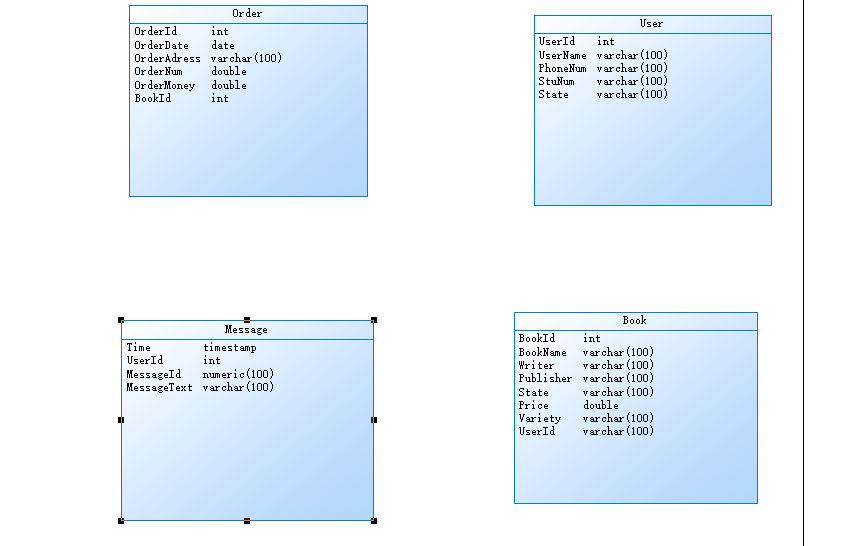 Order
OrderId int
OrderDate date
OrderAdress varchar(100)
OrderNum double
OrderMoney double
BookId int
User
UserId int
UserName varchar(100)
PhoneNum varchar(100)
StuNum varchar(100)
State varchar(100)
Message
Time timestamp
UserId int
MessageId numeric(100)
MessageText varchar(100)
Book
BookId int
BookName varchar(100)
Writer varchar(100)
Publisher varchar(100)
State varchar(100)
Price double
Variety varchar(100)
UserId varchar(100)